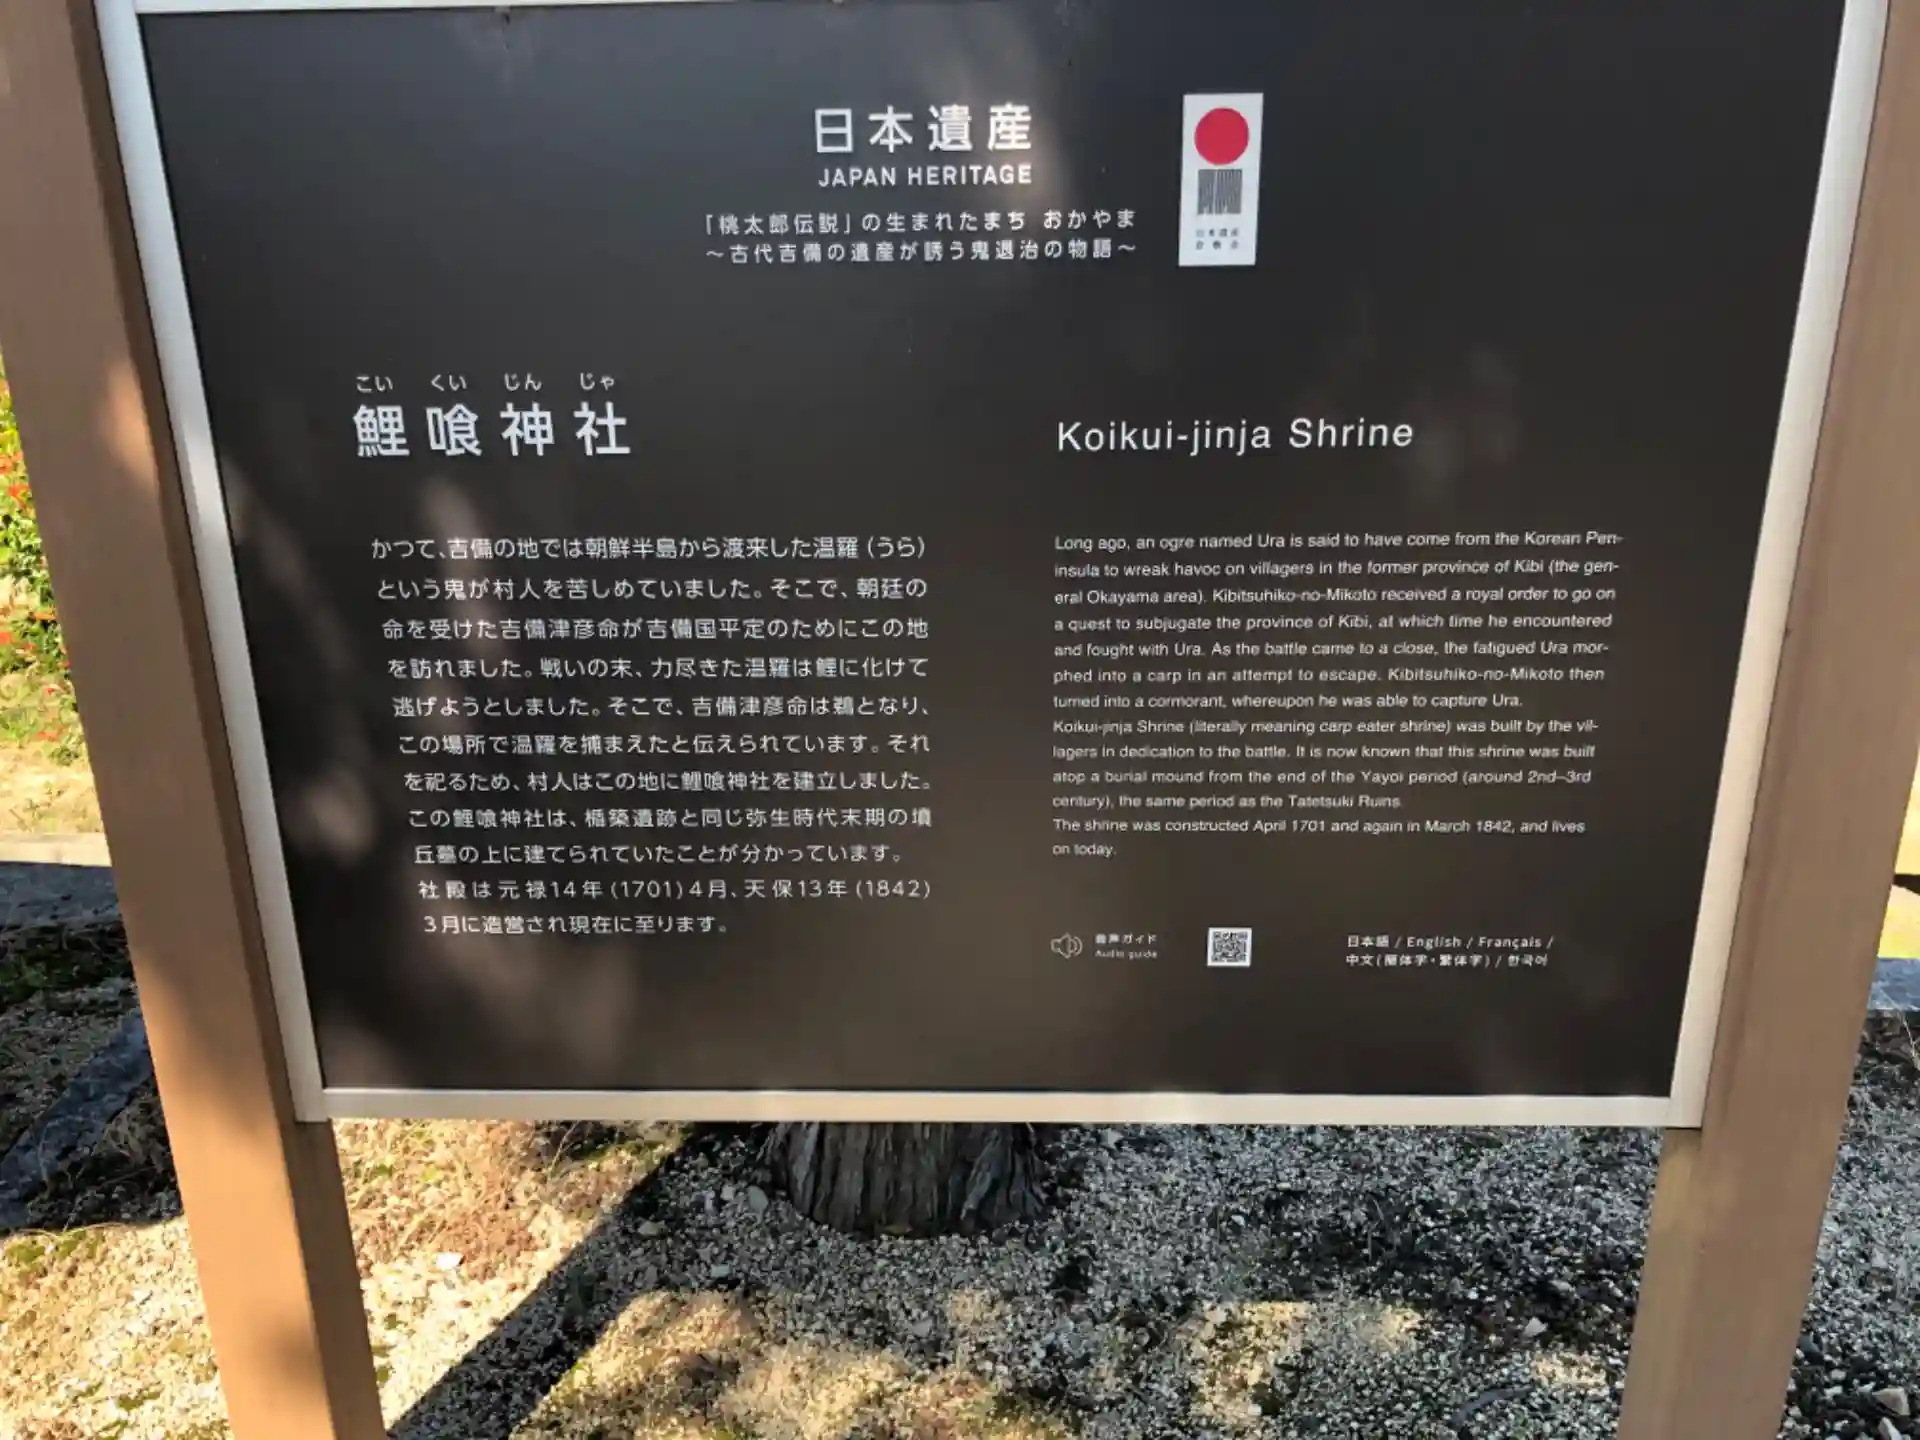 日本遺産
JAPAN HERITAGE
「桃太郎伝説」の生まれたまち おかやま
～古代吉備の遺産が誘う鬼退治の物語～
こい くい じん じゃ
鯉喰神社
かつて、吉備の地では朝鮮半島から渡来した温羅（うら）
という鬼が村人を苦しめていました。そこで、朝廷の
命を受けた吉備津彦命が吉備国平定のためにこの地
を訪れました。戦いの末、力尽きた温羅は鯉に化けて
逃げようとしました。そこで、吉備津彦命は鵜となり、
この場所で温羅を捕まえたと伝えられています。それ
を祀るため、村人はこの地に鯉喰神社を建立しました。
この鯉喰神社は、楯築遺跡と同じ弥生時代末期の墳
丘墓の上に建てられていたことが分かっています。
社殿は元禄14年(1701)4月、天保13年(1842)
3月に造営され現在に至ります。
Koikui-jinja Shrine
Long ago, an ogre named Ura is said to have come from the Korean Pen-
insula to wreak havoc on villagers in the former province of Kibi (the gen-
eral Okayama area). Kibitsuhiko-no-Mikoto received a royal order to go on
a quest to subjugate the province of Kibi, at which time he encountered
and fought with Ura. As the battle came to a close, the fatigued Ura mor-
phed into a carp in an attempt to escape. Kibitsuhiko-no-Mikoto then
turned into a cormorant, whereupon he was able to capture Ura.
Koikui-jinja Shrine (literally meaning carp eater shrine) was built by the vil-
lagers in dedication to the battle. It is now known that this shrine was built
atop a burial mound from the end of the Yayoi period (around 2nd–3rd
century), the same period as the Tatetsuki Ruins.
The shrine was constructed April 1701 and again in March 1842, and lives
on today.
音声ガイド
Audio guide
日本語 / English / Français /
中文(簡体字・繁体字) / 한국어